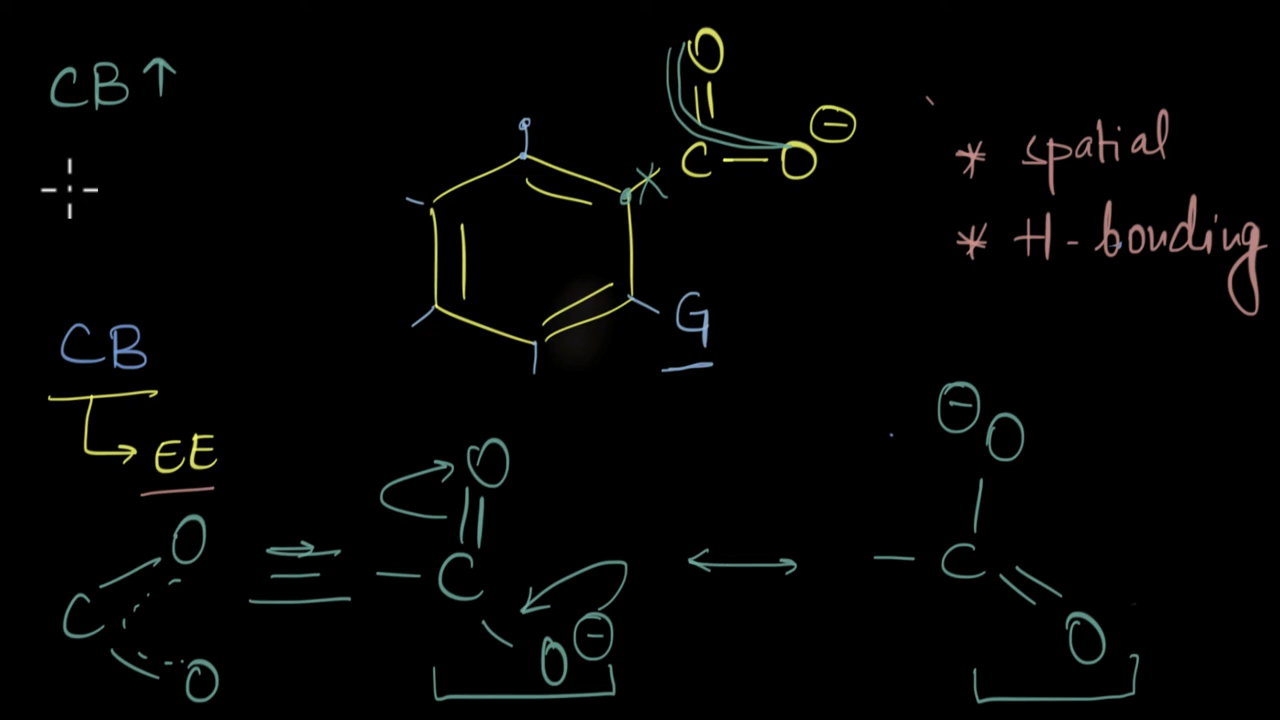 CB ↑
O
C — O ⊖
* spatial
* H-bonding
G
CB
→ EE
O
C
O
O
C
O ⊖
⊖ O
C
O